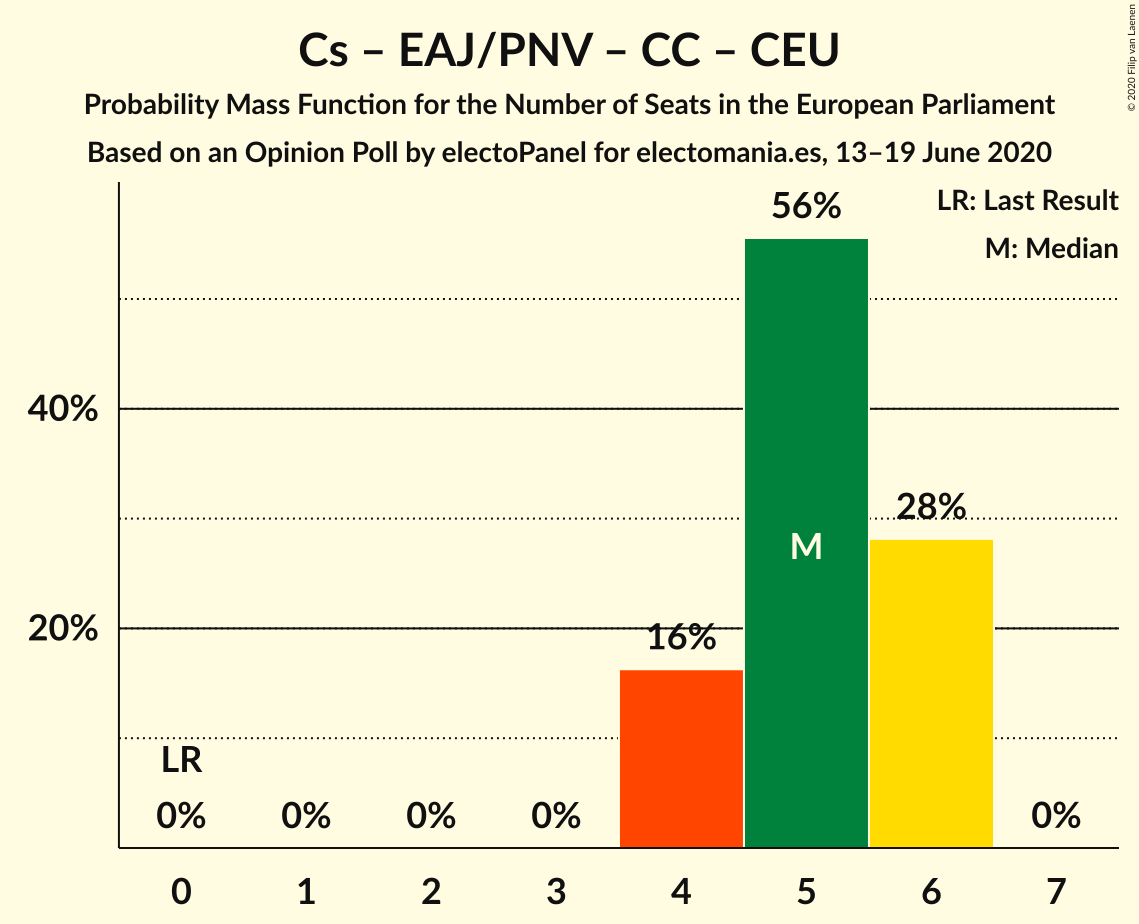 Cs – EAJ/PNV – CC – CEU
Probability Mass Function for the Number of Seats in the European Parliament
Based on an Opinion Poll by electoPanel for electomania.es, 13–19 June 2020
© 2020 Filip van Laenen
LR: Last Result
M: Median
56%
40%
28%
M
20%
16%
LR
0% 0% 0% 0% 0%
0 1 2 3 4 5 6 7